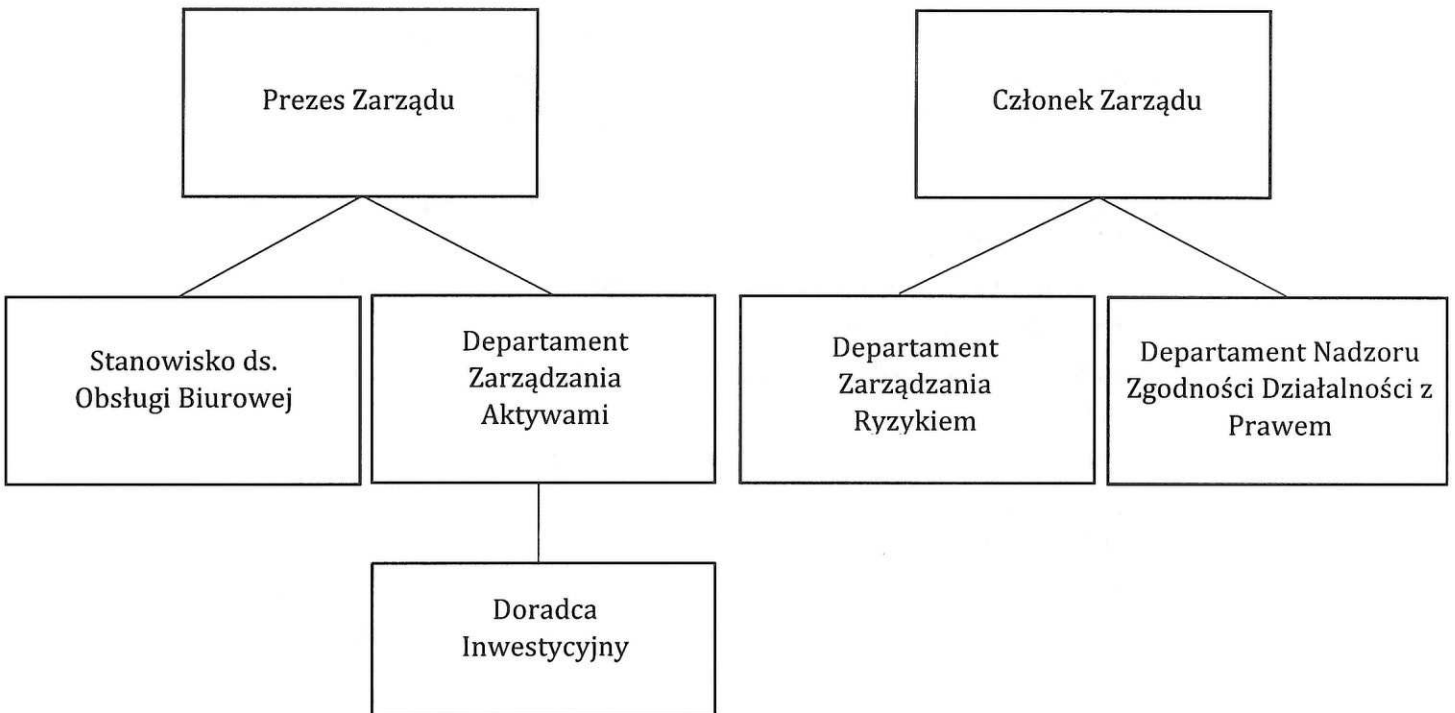 Prezes Zarządu
Członek Zarządu
Stanowisko ds.
Obsługi Biurowej
Departament
Zarządzania
Aktywami
Departament
Zarządzania
Ryzykiem
Departament Nadzoru
Zgodności Działalności z
Prawem
Doradca
Inwestycyjny